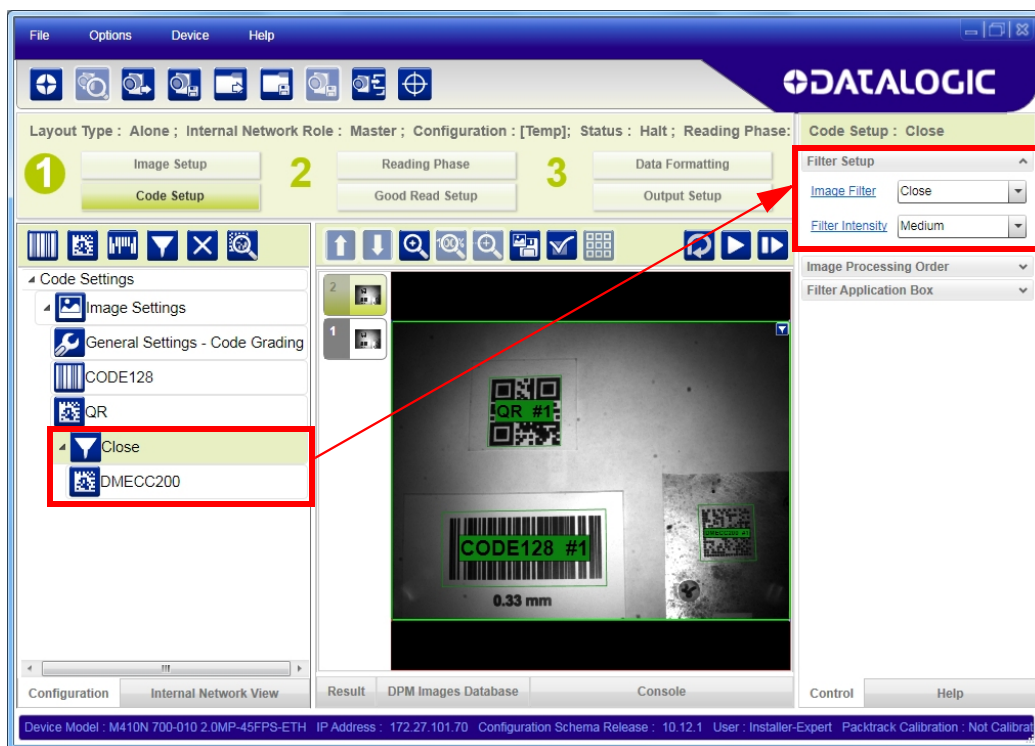 File Options Device Help
DATALOGIC
Layout Type : Alone ; Internal Network Role : Master ; Configuration : [Temp]; Status : Halt ; Reading Phase:
1 Image Setup 2 Reading Phase 3 Data Formatting
Code Setup Good Read Setup Output Setup
Code Setup : Close
Filter Setup
Image Filter Close
Filter Intensity Medium
Image Processing Order
Filter Application Box
Code Settings
Image Settings
General Settings - Code Grading
CODE128
QR
Close
DMECC200
100%
2
1
QR #1
CODE128 #1
0.33 mm
DMECC200 #1
Configuration Internal Network View
Result DPM Images Database Console
Control Help
Device Model : M410N 700-010 2.0MP-45FPS-ETH IP Address : 172.27.101.70 Configuration Schema Release : 10.12.1 User : Installer-Expert Packtrack Calibration : Not Calibrat